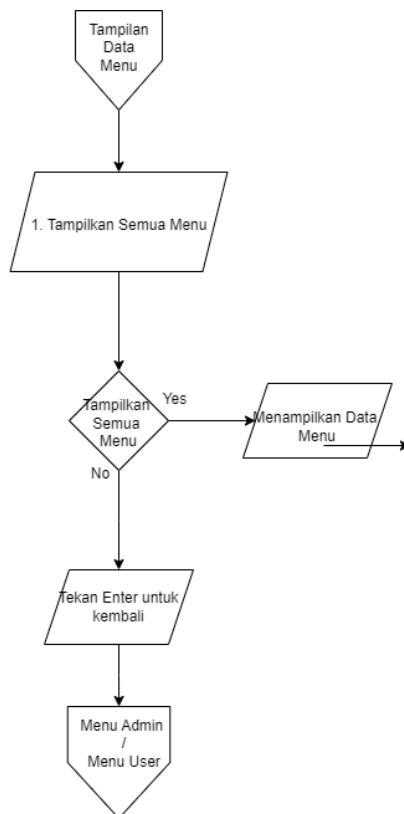 Tampilan
Data
Menu
1. Tampilkan Semua Menu
Tampilkan
Semua
Menu
Yes
Menampilkan Data
Menu
No
Tekan Enter untuk
kembali
Menu Admin
/
Menu User